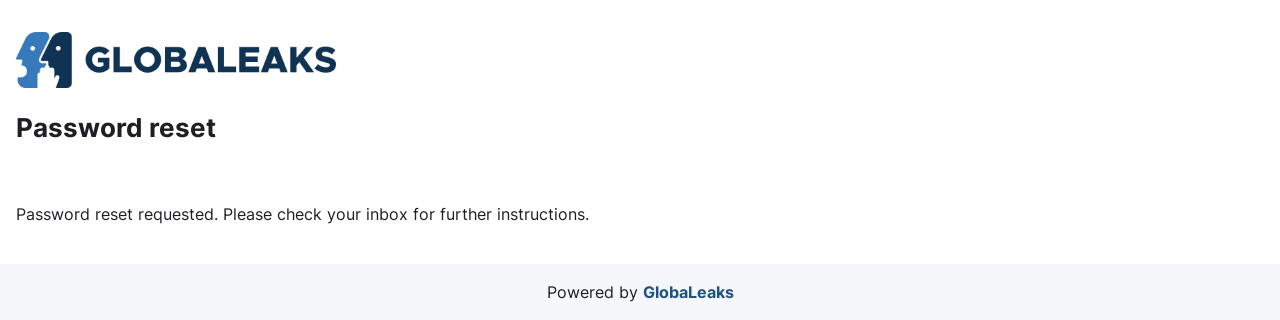 GLOBALEAKS
Password reset
Password reset requested. Please check your inbox for further instructions.
Powered by GlobaLeaks